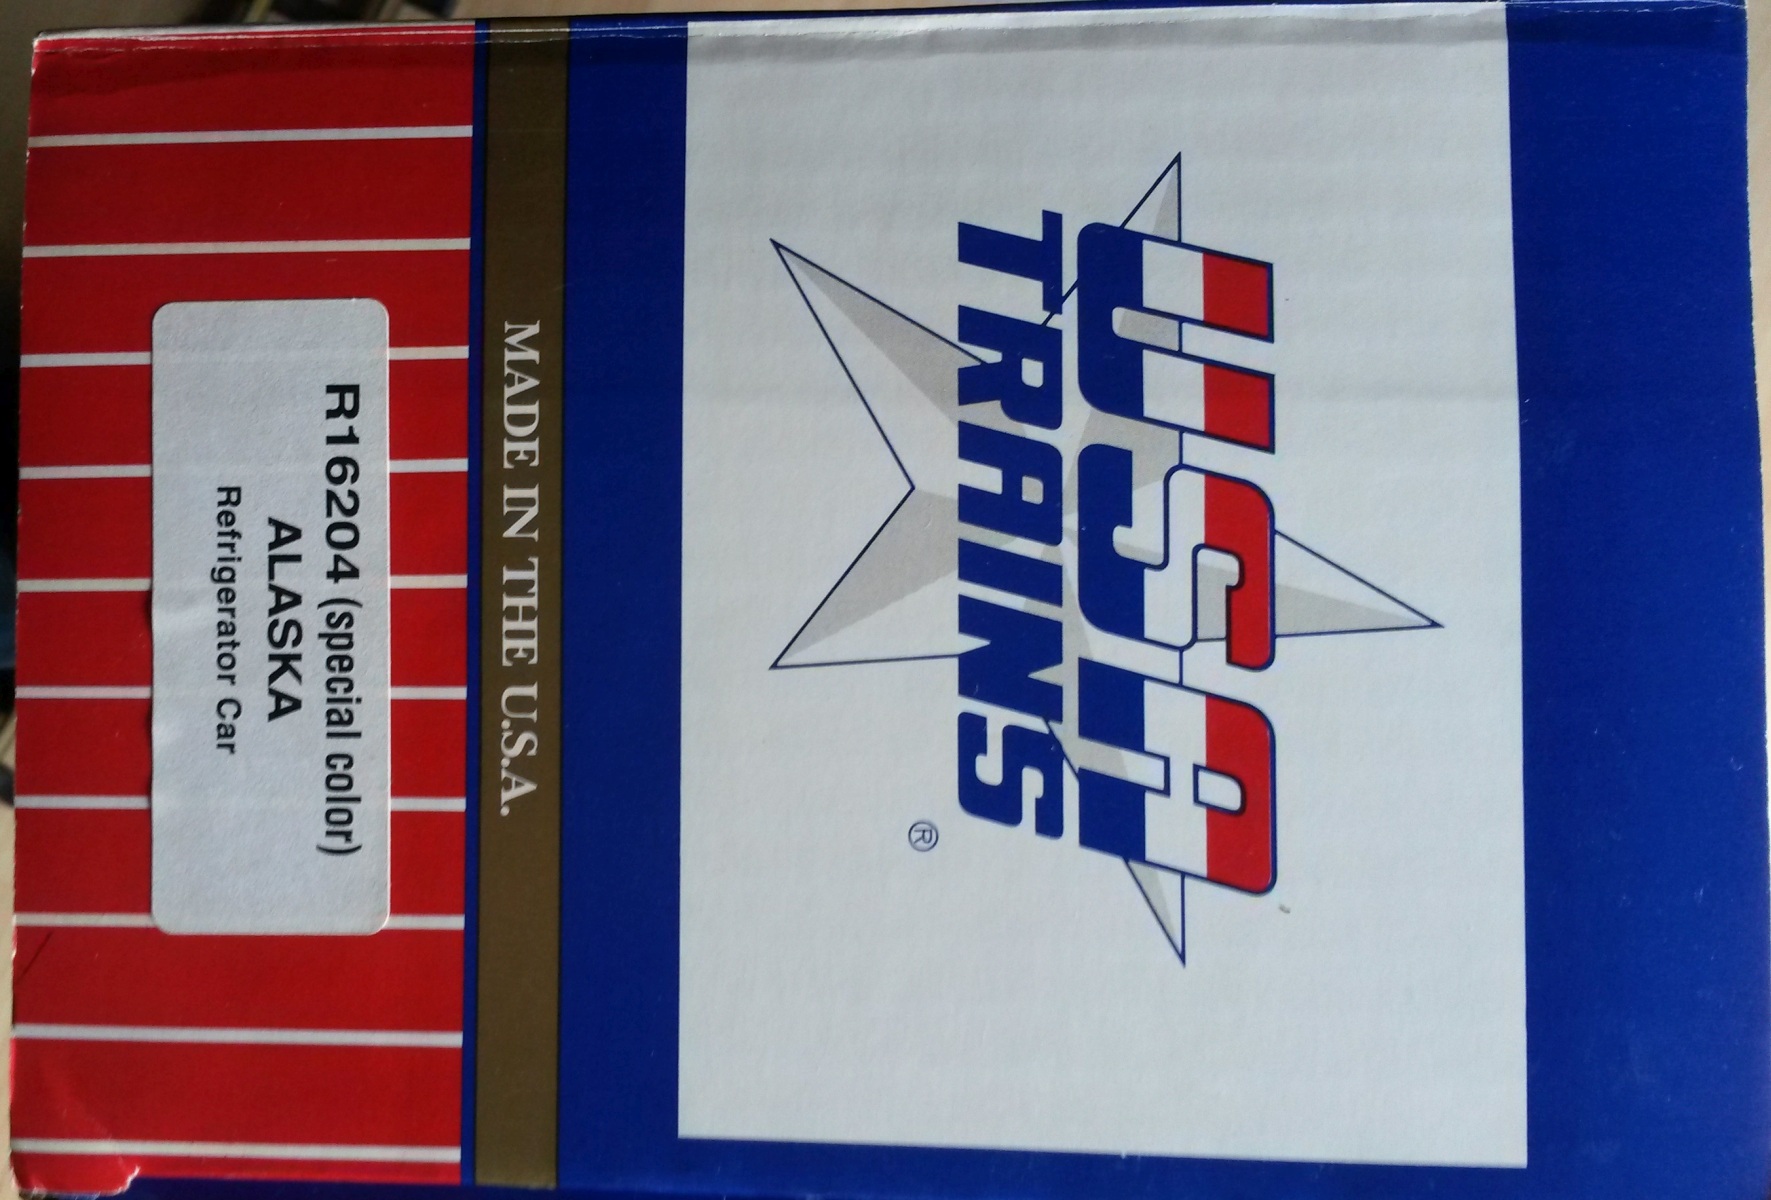 USA
TRAINS
®
MADE IN THE U.S.A.
R16204 (special color)
ALASKA
Refrigerator Car